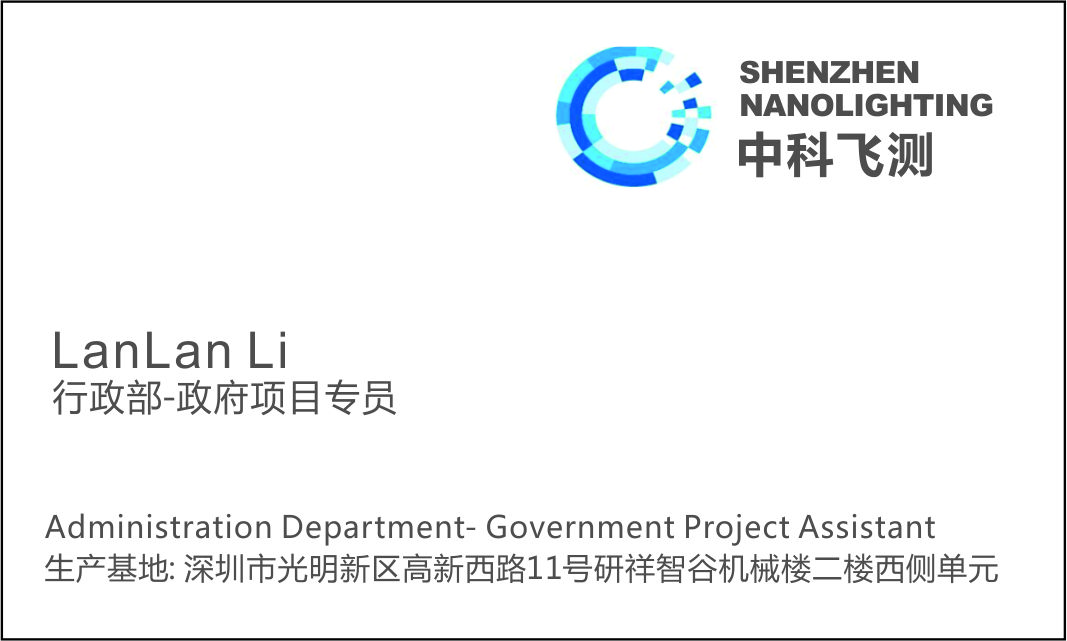 SHENZHEN
NANOLIGHTING
中科飞测
LanLan Li
行政部-政府项目专员
Administration Department- Government Project Assistant
生产基地: 深圳市光明新区高新西路11号研祥智谷机械楼二楼西侧单元